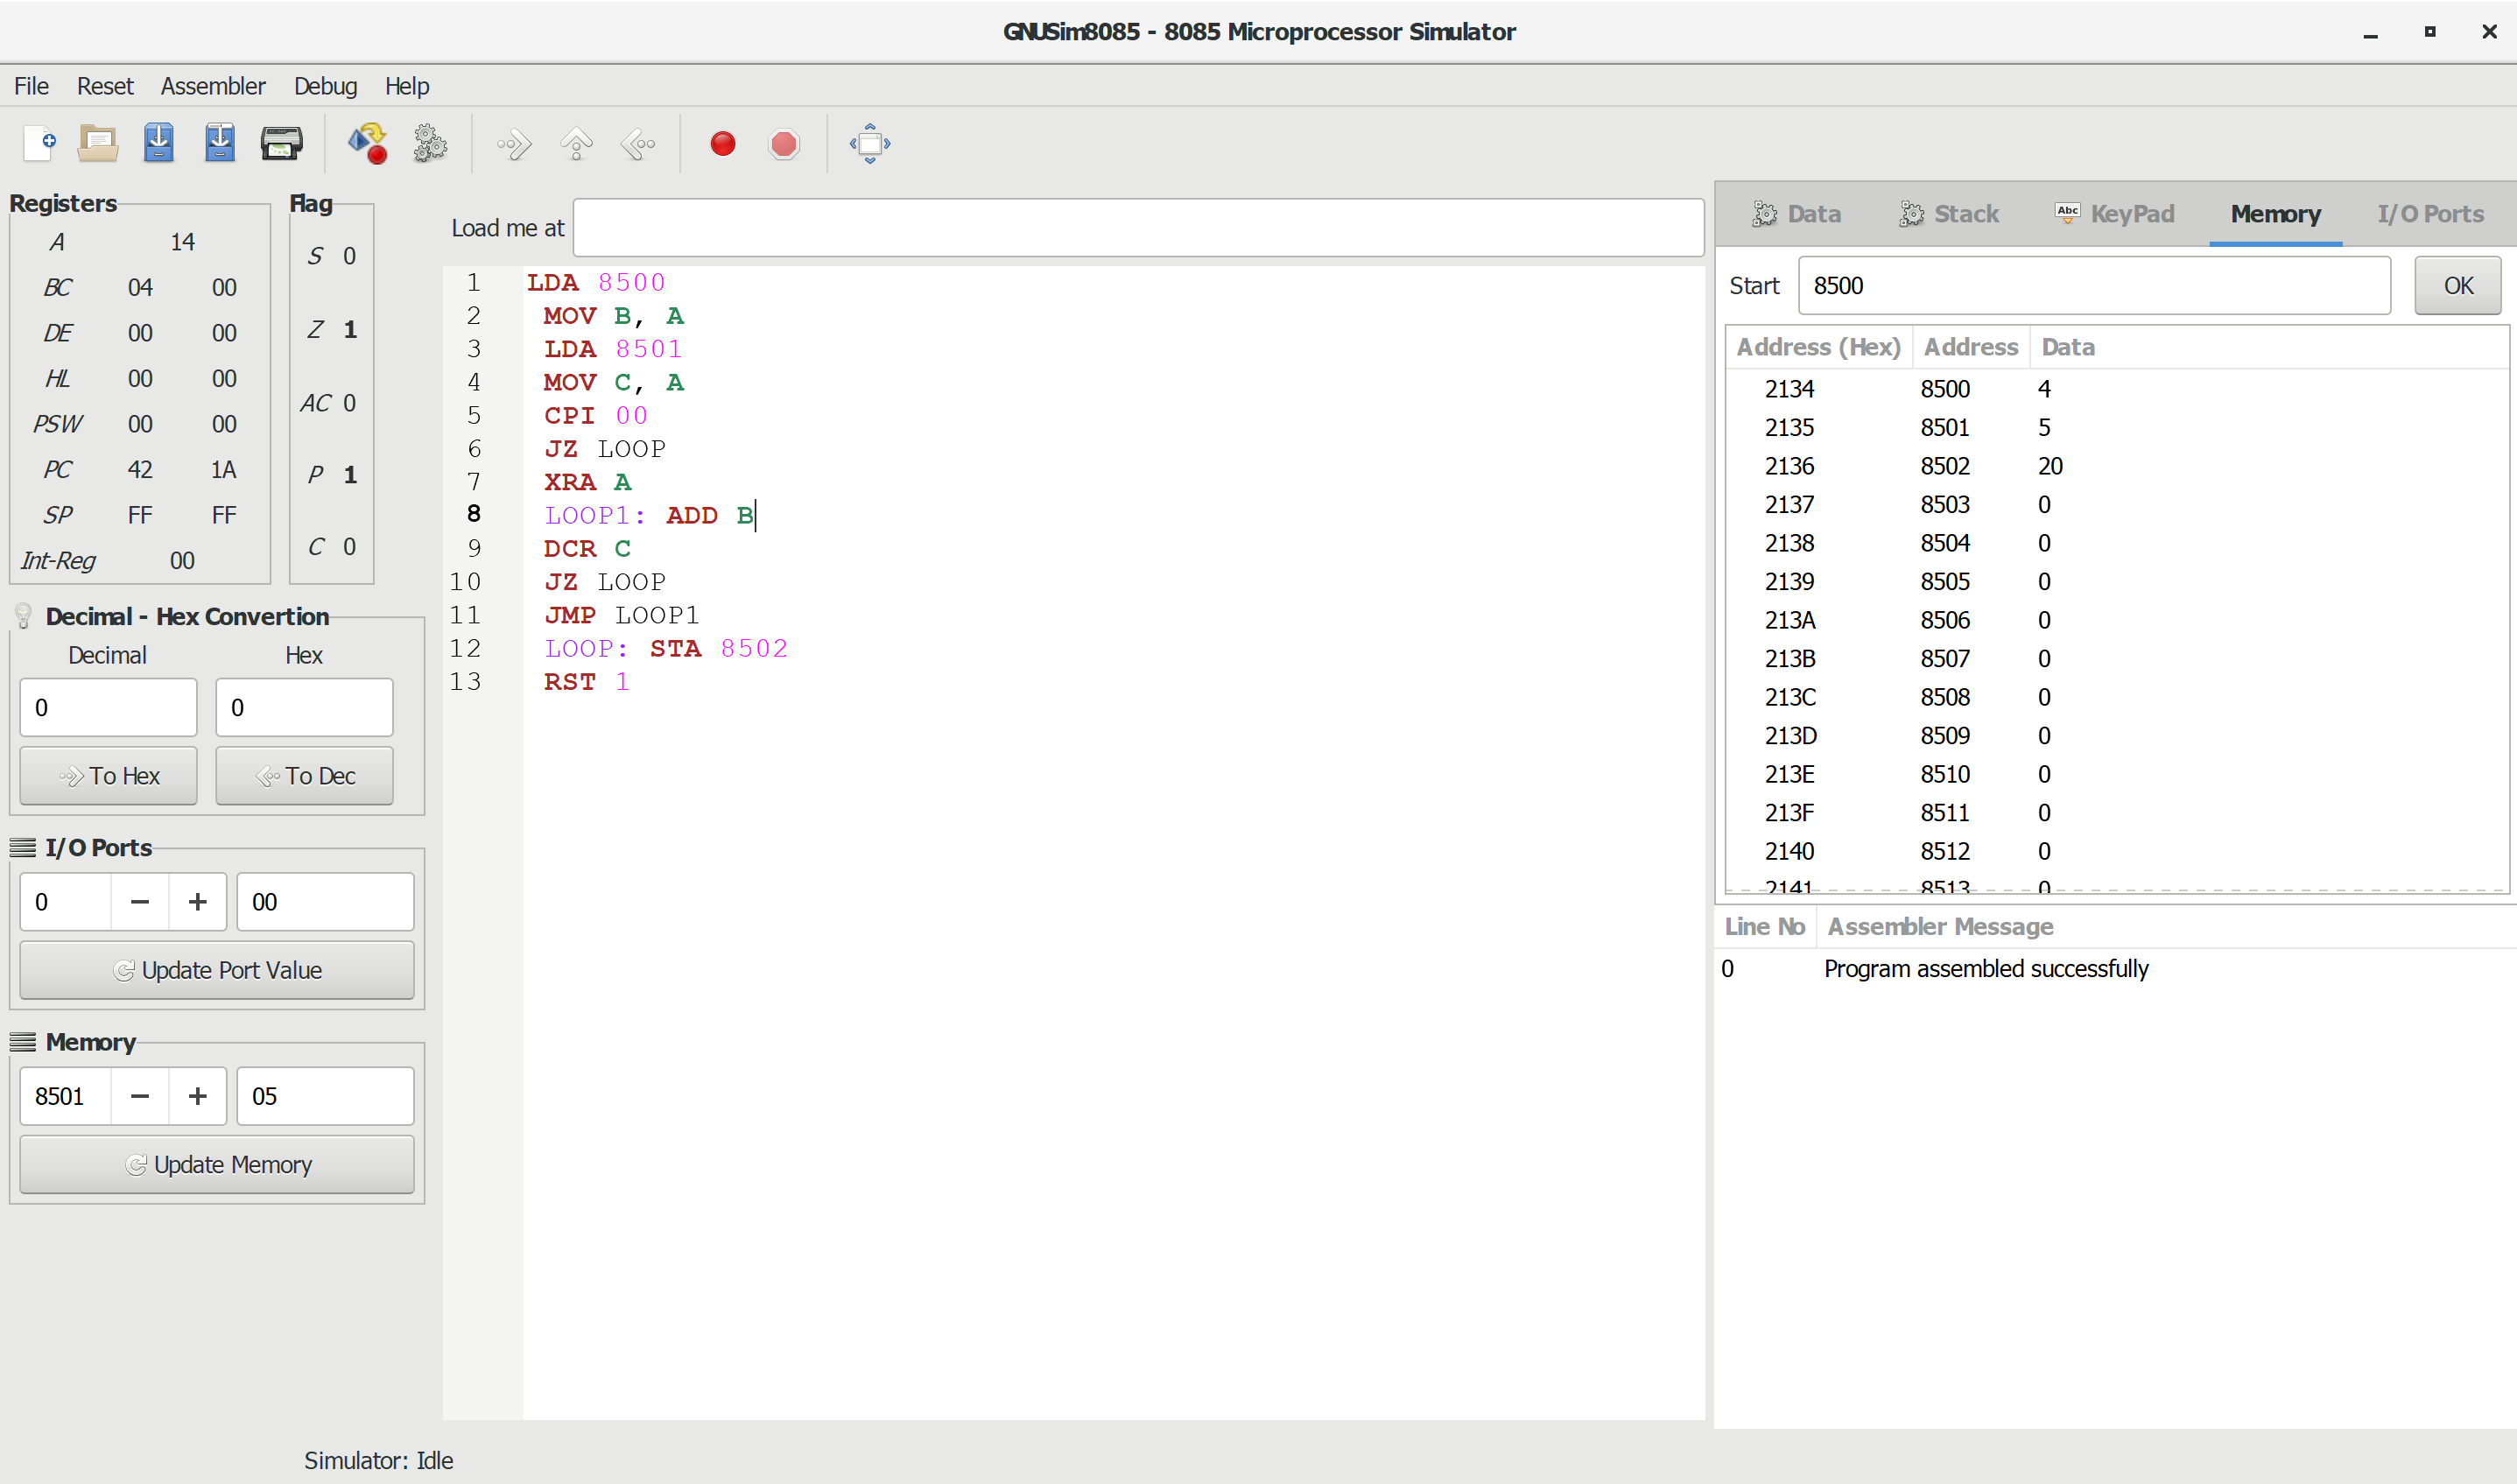 GNUSim8085 - 8085 Microprocessor Simulator
File Reset Assembler Debug Help
Registers
A 14
BC 04 00
DE 00 00
HL 00 00
PSW 00 00
PC 42 1A
SP FF FF
Int-Reg 00
Flag
S 0
Z 1
AC 0
P 1
C 0
Decimal - Hex Convertion
Decimal Hex
0 0
To Hex To Dec
I/O Ports
0 − + 00
Update Port Value
Memory
8501 − + 05
Update Memory
Load me at
1 LDA 8500
2 MOV B, A
3 LDA 8501
4 MOV C, A
5 CPI 00
6 JZ LOOP
7 XRA A
8 LOOP1: ADD B
9 DCR C
10 JZ LOOP
11 JMP LOOP1
12 LOOP: STA 8502
13 RST 1
Data Stack Abc KeyPad Memory I/O Ports
Start 8500 OK
Address (Hex) Address Data
2134 8500 4
2135 8501 5
2136 8502 20
2137 8503 0
2138 8504 0
2139 8505 0
213A 8506 0
213B 8507 0
213C 8508 0
213D 8509 0
213E 8510 0
213F 8511 0
2140 8512 0
2141 8513 0
Line No Assembler Message
0 Program assembled successfully
Simulator: Idle